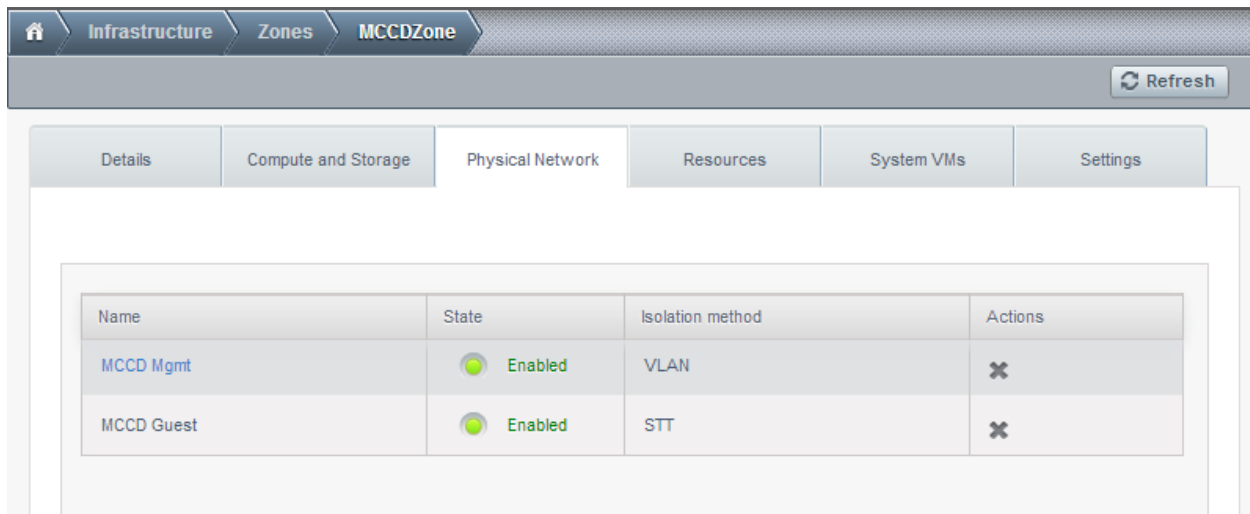 Infrastructure Zones MCCDZone
Refresh
Details Compute and Storage Physical Network Resources System VMs Settings
Name State Isolation method Actions
MCCD Mgmt Enabled VLAN
MCCD Guest Enabled STT